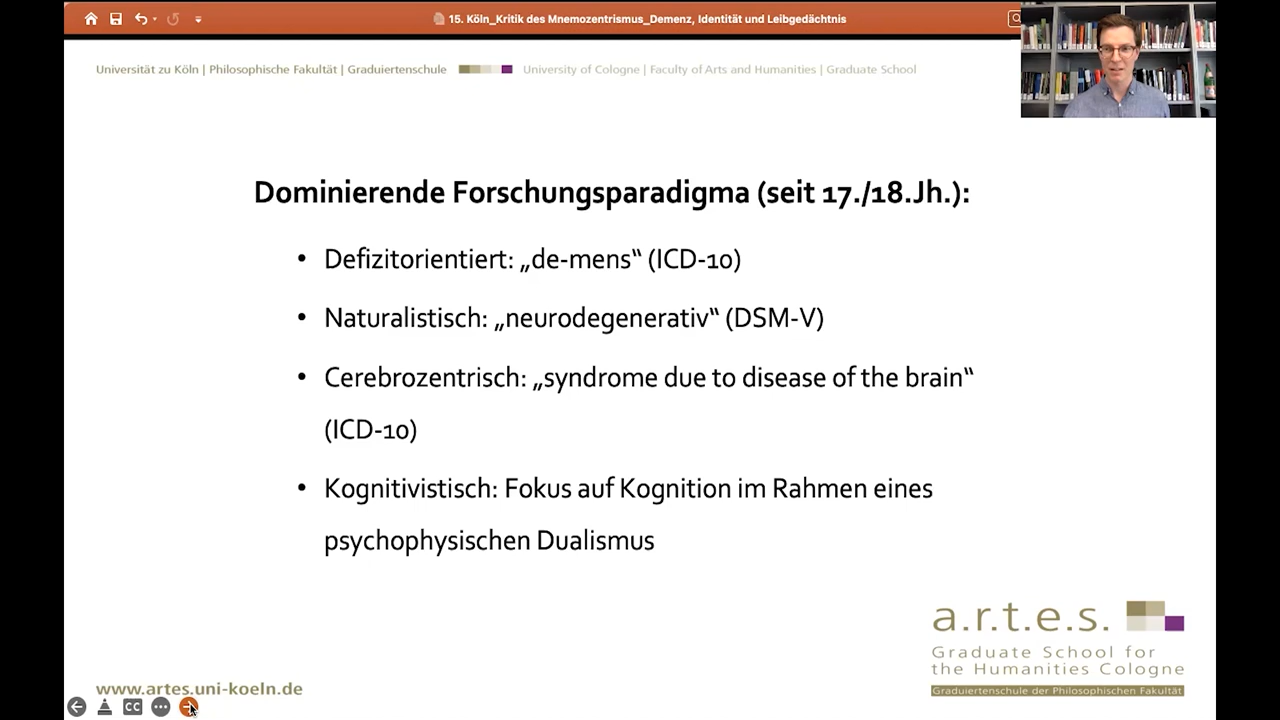 15. Köln_Kritik des Mnemozentrismus_Demenz, Identität und Leibgedächtnis
Universität zu Köln | Philosophische Fakultät | Graduiertenschule
University of Cologne | Faculty of Arts and Humanities | Graduate School
Dominierende Forschungsparadigma (seit 17./18.Jh.):
• Defizitorientiert: „de-mens“ (ICD-10)
• Naturalistisch: „neurodegenerativ“ (DSM-V)
• Cerebrozentrisch: „syndrome due to disease of the brain“
(ICD-10)
• Kognitivistisch: Fokus auf Kognition im Rahmen eines
psychophysischen Dualismus
a.r.t.e.s.
Graduate School for
the Humanities Cologne
Graduiertenschule der Philosophischen Fakultät
www.artes.uni-koeln.de
CC